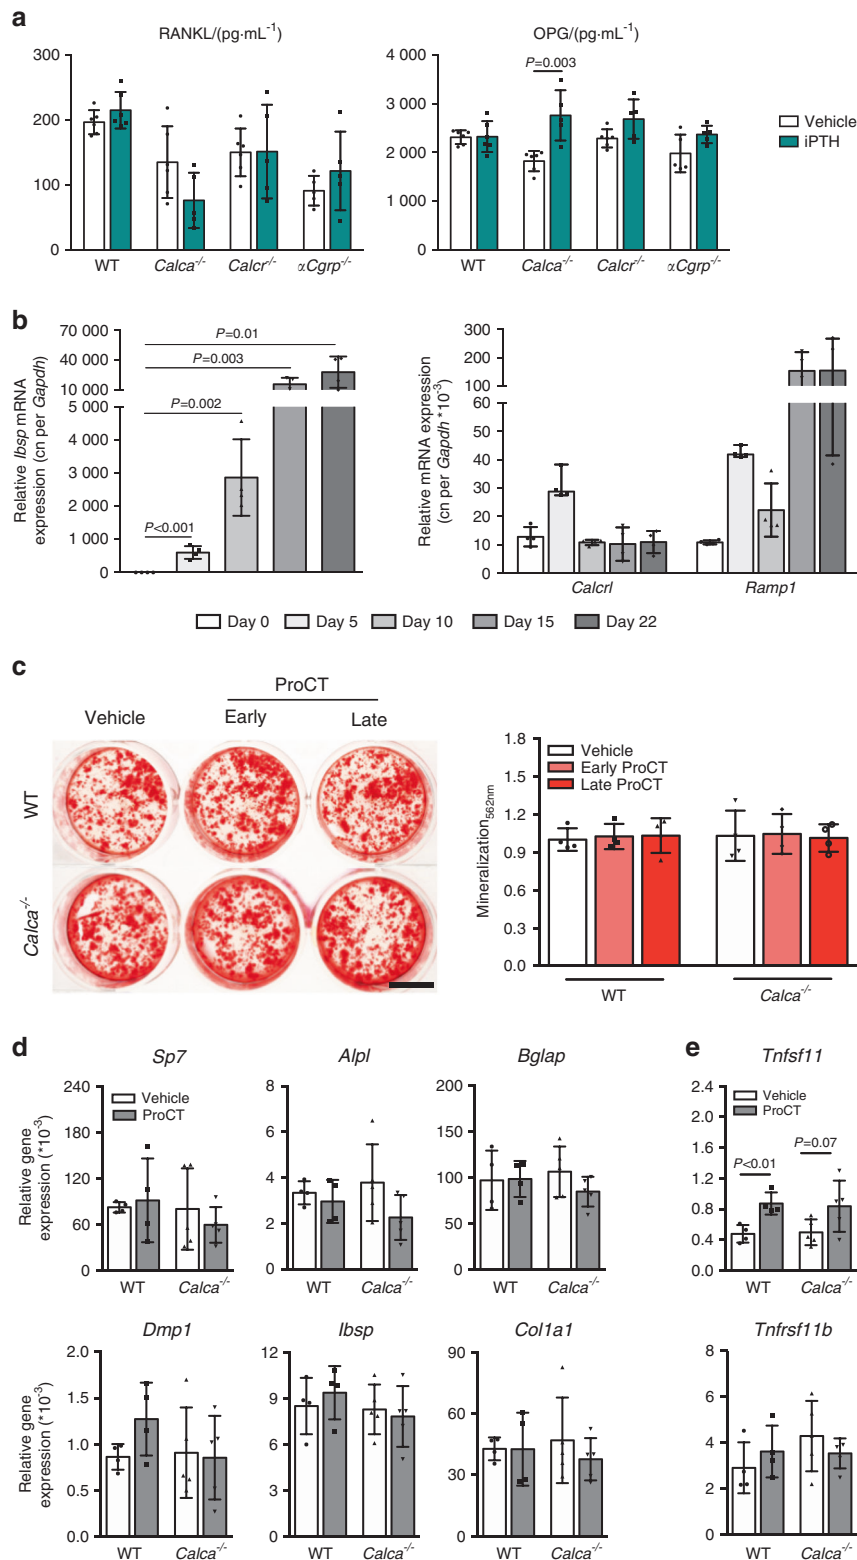 a
RANKL/(pg·mL⁻¹)
OPG/(pg·mL⁻¹)
300
200
100
0
WT
Calca⁻/⁻
Calcr⁻/⁻
αCgrp⁻/⁻
4 000
3 000
2 000
1 000
0
P=0.003
WT
Calca⁻/⁻
Calcr⁻/⁻
αCgrp⁻/⁻
Vehicle
iPTH
b
Relative Ibsp mRNA
expression (cn per Gapdh)
70 000
50 000
30 000
10 000
5 000
4 000
3 000
2 000
1 000
0
P=0.01
P=0.003
P=0.002
P<0.001
Relative mRNA expression
(cn per Gapdh *10⁻³)
300
200
100
60
50
40
30
20
10
0
Calcrl
Ramp1
Day 0
Day 5
Day 10
Day 15
Day 22
c
ProCT
Vehicle
Early
Late
WT
Calca⁻/⁻
Mineralization₅₆₂nm
1.8
1.5
1.2
0.9
0.6
0.3
0.0
Vehicle
Early ProCT
Late ProCT
WT
Calca⁻/⁻
d
Sp7
Alpl
Bglap
Relative gene
expression (*10⁻³)
240
180
120
60
0
Vehicle
ProCT
WT
Calca⁻/⁻
8
6
4
2
0
WT
Calca⁻/⁻
200
150
100
50
0
WT
Calca⁻/⁻
e
Tnfsf11
2.4
2.0
1.6
1.2
0.8
0.4
0.0
Vehicle
ProCT
P<0.01
P=0.07
WT
Calca⁻/⁻
Dmp1
Ibsp
Col1a1
Tnfrsf11b
Relative gene
expression (*10⁻³)
2.0
1.5
1.0
0.5
0.0
WT
Calca⁻/⁻
12
9
6
3
0
WT
Calca⁻/⁻
90
60
30
0
WT
Calca⁻/⁻
8
6
4
2
0
WT
Calca⁻/⁻